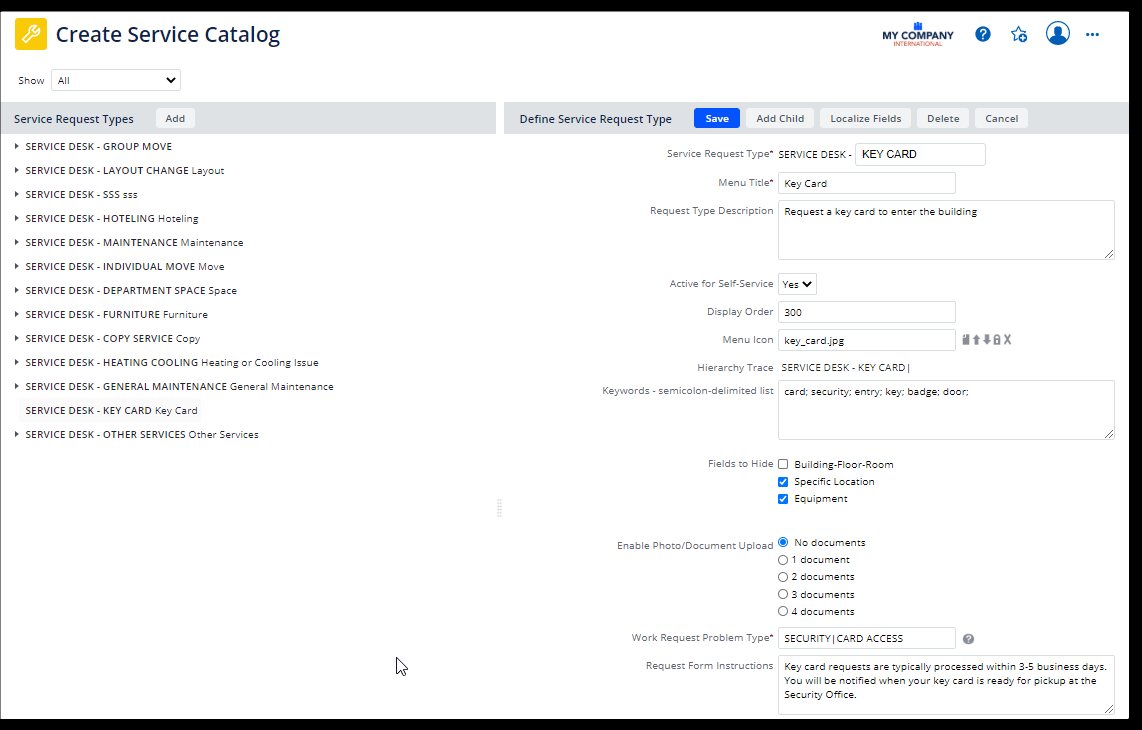 Create Service Catalog
MY COMPANY
INTERNATIONAL
?
Show All
Service Request Types Add
SERVICE DESK - GROUP MOVE
SERVICE DESK - LAYOUT CHANGE Layout
SERVICE DESK - SSS sss
SERVICE DESK - HOTELING Hoteling
SERVICE DESK - MAINTENANCE Maintenance
SERVICE DESK - INDIVIDUAL MOVE Move
SERVICE DESK - DEPARTMENT SPACE Space
SERVICE DESK - FURNITURE Furniture
SERVICE DESK - COPY SERVICE Copy
SERVICE DESK - HEATING COOLING Heating or Cooling Issue
SERVICE DESK - GENERAL MAINTENANCE General Maintenance
SERVICE DESK - KEY CARD Key Card
SERVICE DESK - OTHER SERVICES Other Services
Define Service Request Type Save Add Child Localize Fields Delete Cancel
Service Request Type* SERVICE DESK - KEY CARD
Menu Title* Key Card
Request Type Description Request a key card to enter the building
Active for Self-Service Yes
Display Order 300
Menu Icon key_card.jpg
Hierarchy Trace SERVICE DESK - KEY CARD|
Keywords - semicolon-delimited list card; security; entry; key; badge; door;
Fields to Hide Building-Floor-Room
Specific Location
Equipment
Enable Photo/Document Upload No documents
1 document
2 documents
3 documents
4 documents
Work Request Problem Type* SECURITY|CARD ACCESS ?
Request Form Instructions Key card requests are typically processed within 3-5 business days.
You will be notified when your key card is ready for pickup at the
Security Office.